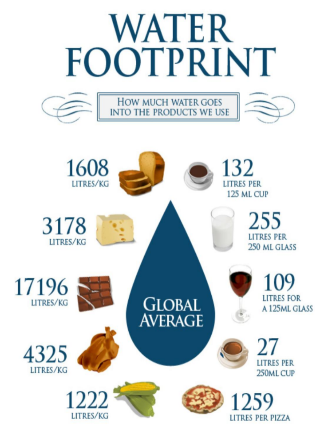 WATER
FOOTPRINT
HOW MUCH WATER GOES
INTO THE PRODUCTS WE USE
1608
LITRES/KG
132
LITRES PER
125 ML CUP
3178
LITRES/KG
255
LITRES PER
250 ML GLASS
17196
LITRES/KG
GLOBAL
AVERAGE
109
LITRES FOR
A 125ML GLASS
4325
LITRES/KG
27
LITRES PER
250ML CUP
1222
LITRES/KG
1259
LITRES PER PIZZA